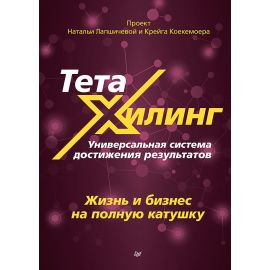 Проект
Натальи Лапшичевой и Крейга Коекемоера
Тета
Хилинг
Универсальная система
достижения результатов
Жизнь и бизнес
на полную катушку